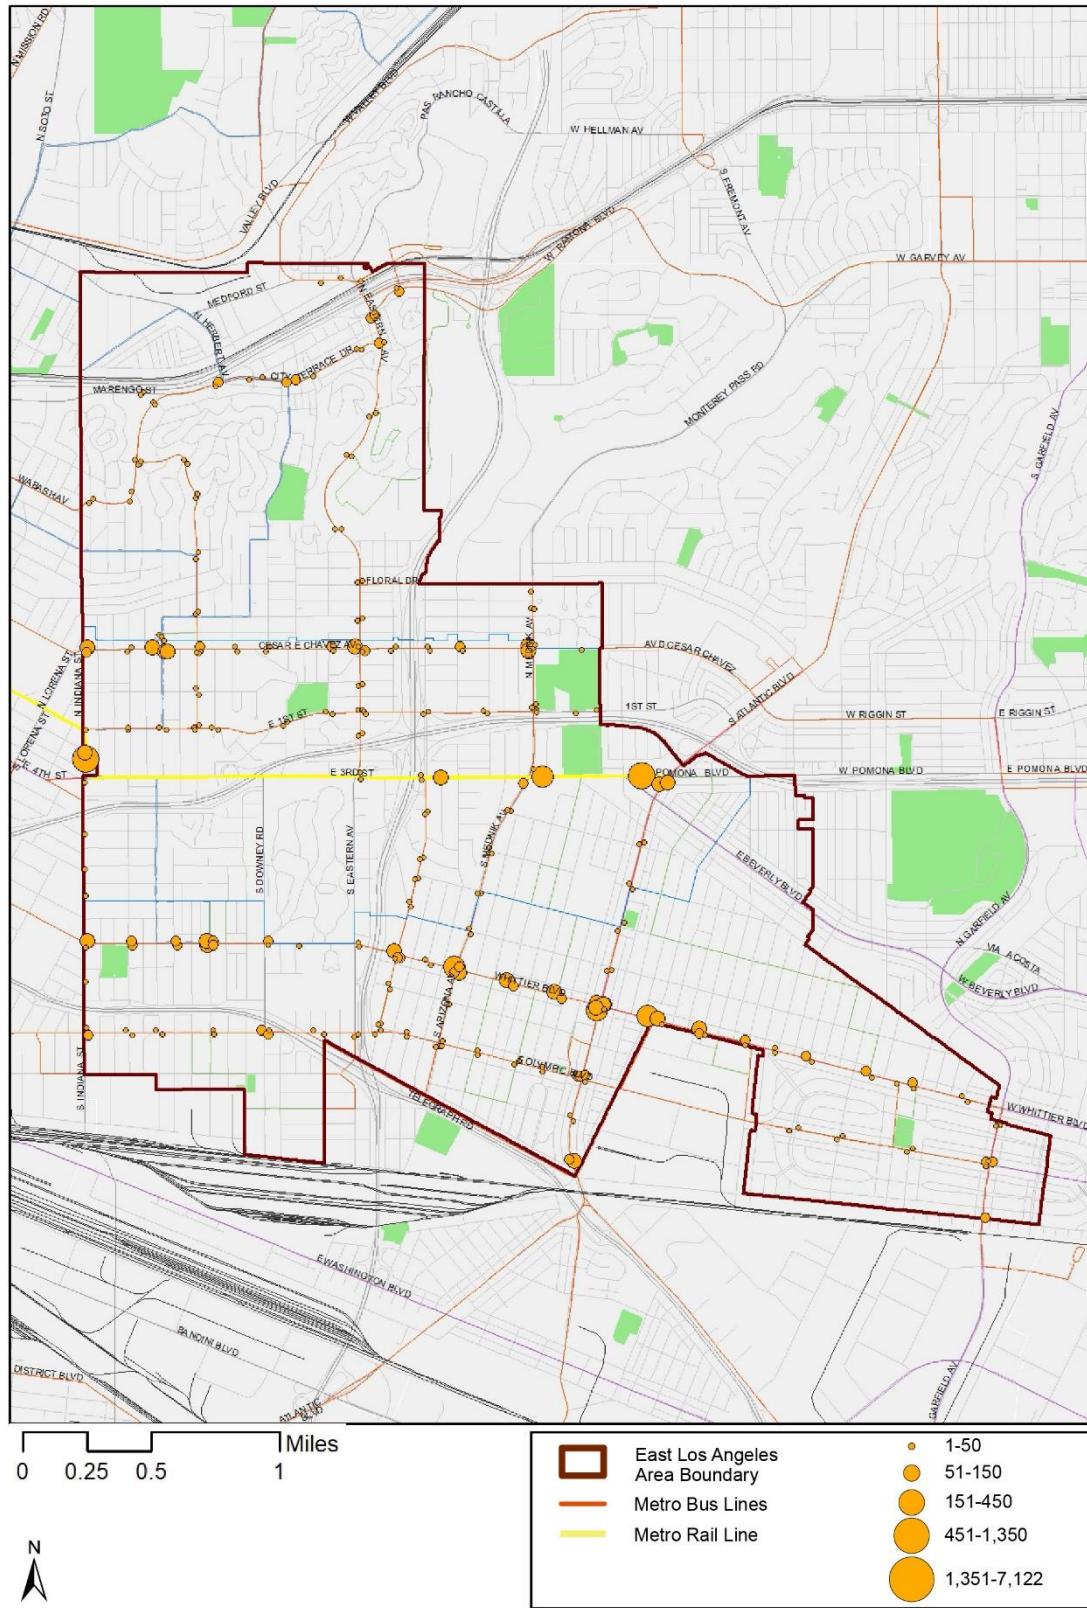 N MISSION RD
N SOTO ST
W VALLEY BLVD
PAS RANCHO CASTILLA
W HELLMAN AV
S FREMONT AV
VALLEY BLVD
W RAMONA BLVD
W GARVEY AV
MEDFORD ST
N EASTERN AV
N HERBERT AV
CITY TERRACE DR
MARENGO ST
MONTEREY PASS RD
S GARFIELD AV
WABASH AV
FLORAL DR
CESAR E CHAVEZ AV
N MEDNIK AV
AV D CESAR CHAVEZ
N LORENA ST
N INDIANA ST
S ATLANTIC BLVD
E 1ST ST
1ST ST
W RIGGIN ST
E RIGGIN ST
S LORENA ST
E 4TH ST
E 3RD ST
POMONA BLVD
W POMONA BLVD
E POMONA BLVD
S DOWNEY RD
S EASTERN AV
S MEDNIK AV
E BEVERLY BLVD
N GARFIELD AV
VIA ACOSTA
W BEVERLY BLVD
WHITTIER BLVD
S ARIZONA AV
S INDIANA ST
S OLYMPIC BLVD
TELEGRAPH RD
W WHITTIER BLVD
E WASHINGTON BLVD
BANDINI BLVD
DISTRICT BLVD
ATLANTIC BLVD
GARFIELD AV
Miles
0 0.25 0.5 1
N
East Los Angeles
Area Boundary
Metro Bus Lines
Metro Rail Line
1-50
51-150
151-450
451-1,350
1,351-7,122